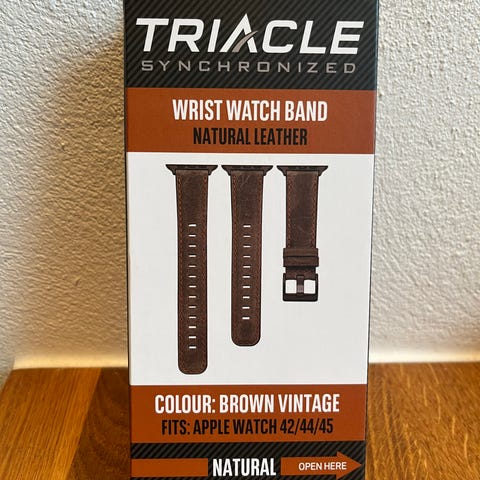 TRIACLE
SYNCHRONIZED
WRIST WATCH BAND
NATURAL LEATHER
COLOUR: BROWN VINTAGE
FITS: APPLE WATCH 42/44/45
NATURAL OPEN HERE